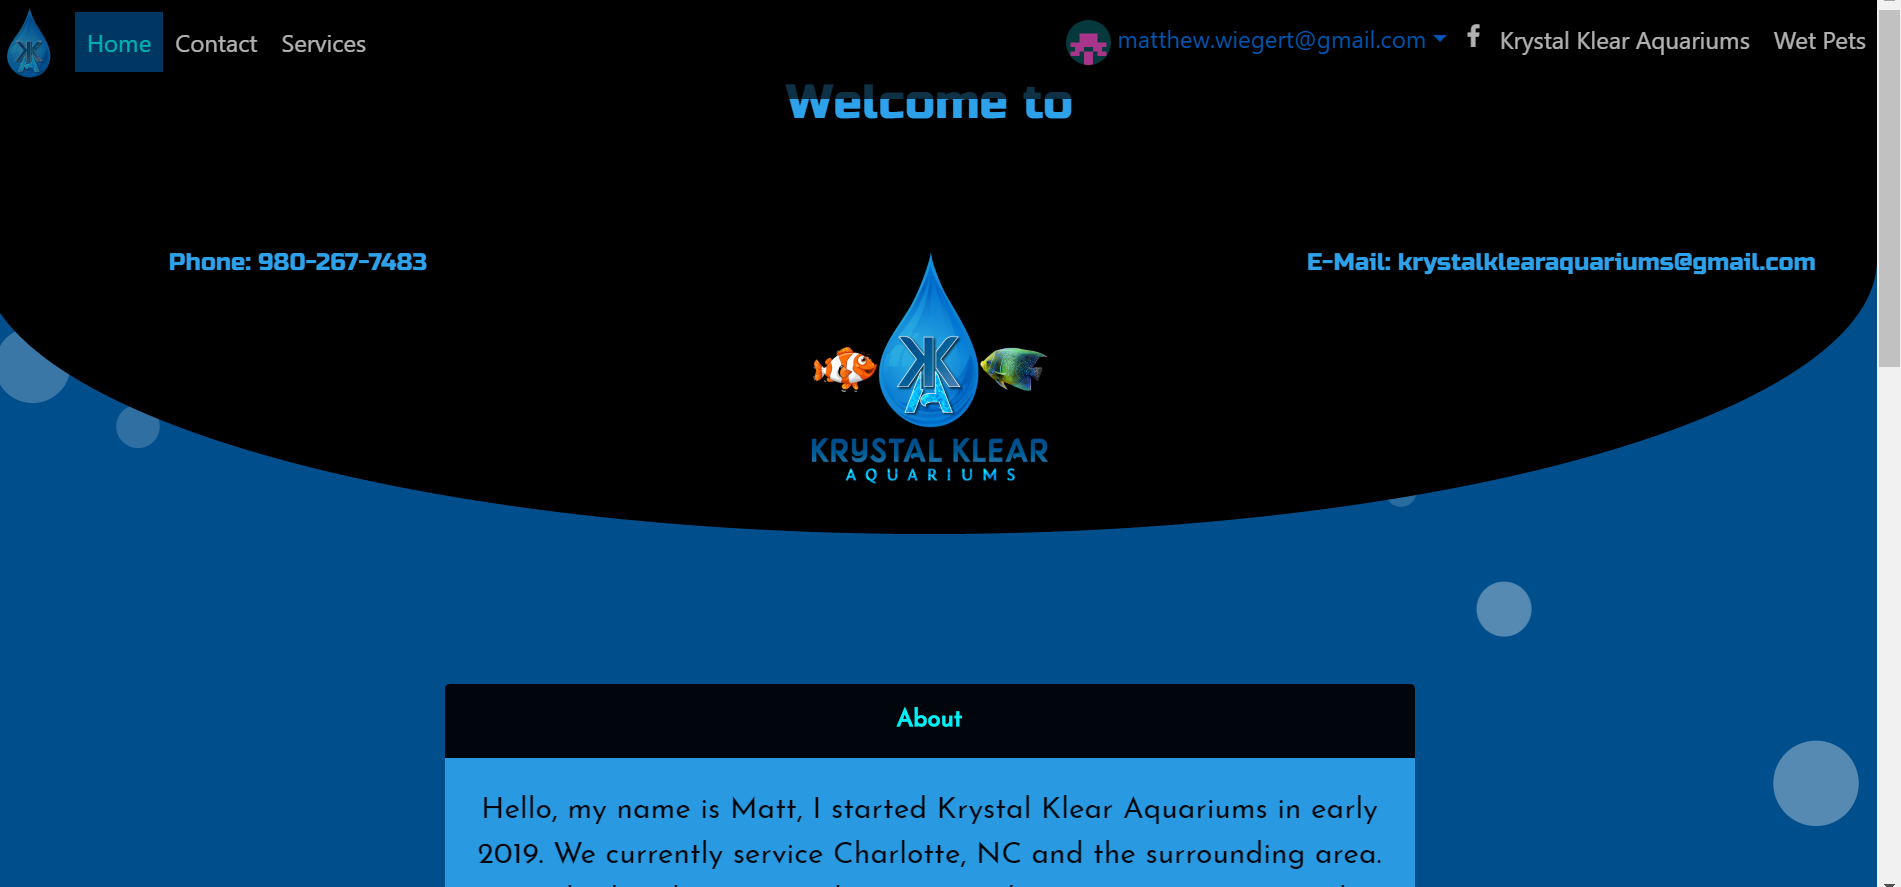 Home Contact Services matthew.wiegert@gmail.com Krystal Klear Aquariums Wet Pets
Welcome to
Phone: 980-267-7483
E-Mail: krystalklearaquariums@gmail.com
KKA
KRYSTAL KLEAR
AQUARIUMS
About
Hello, my name is Matt, I started Krystal Klear Aquariums in early
2019. We currently service Charlotte, NC and the surrounding area.